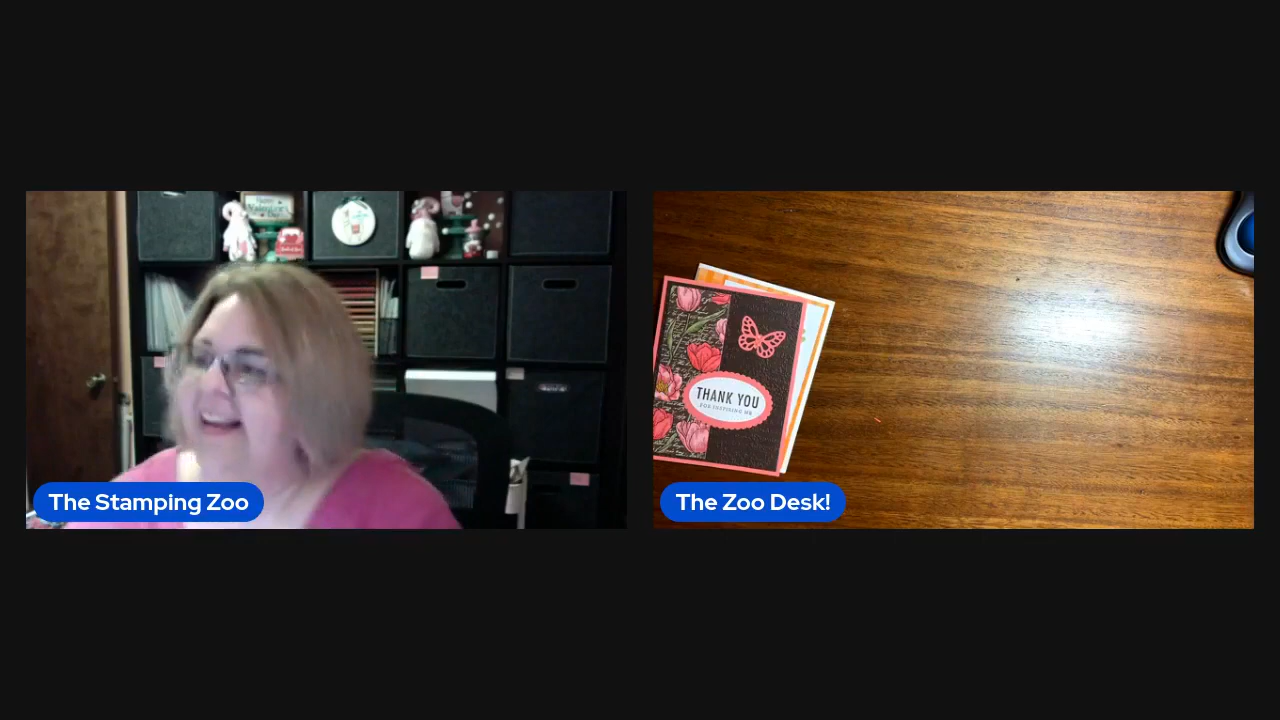 The Stamping Zoo
THANK YOU
FOR INSPIRING ME
The Zoo Desk!